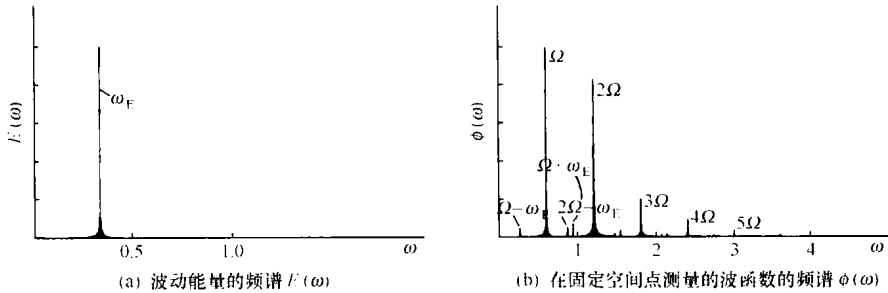 E(ω)
ω_E
0.5
1.0
ω
(a) 波动能量的频谱 E(ω)
ϕ(ω)
Ω
2Ω
Ω · ω_E
Ω−ω_E
2Ω−ω_E
3Ω
4Ω
5Ω
1
2
3
4
ω
(b) 在固定空间点测量的波函数的频谱 ϕ(ω)